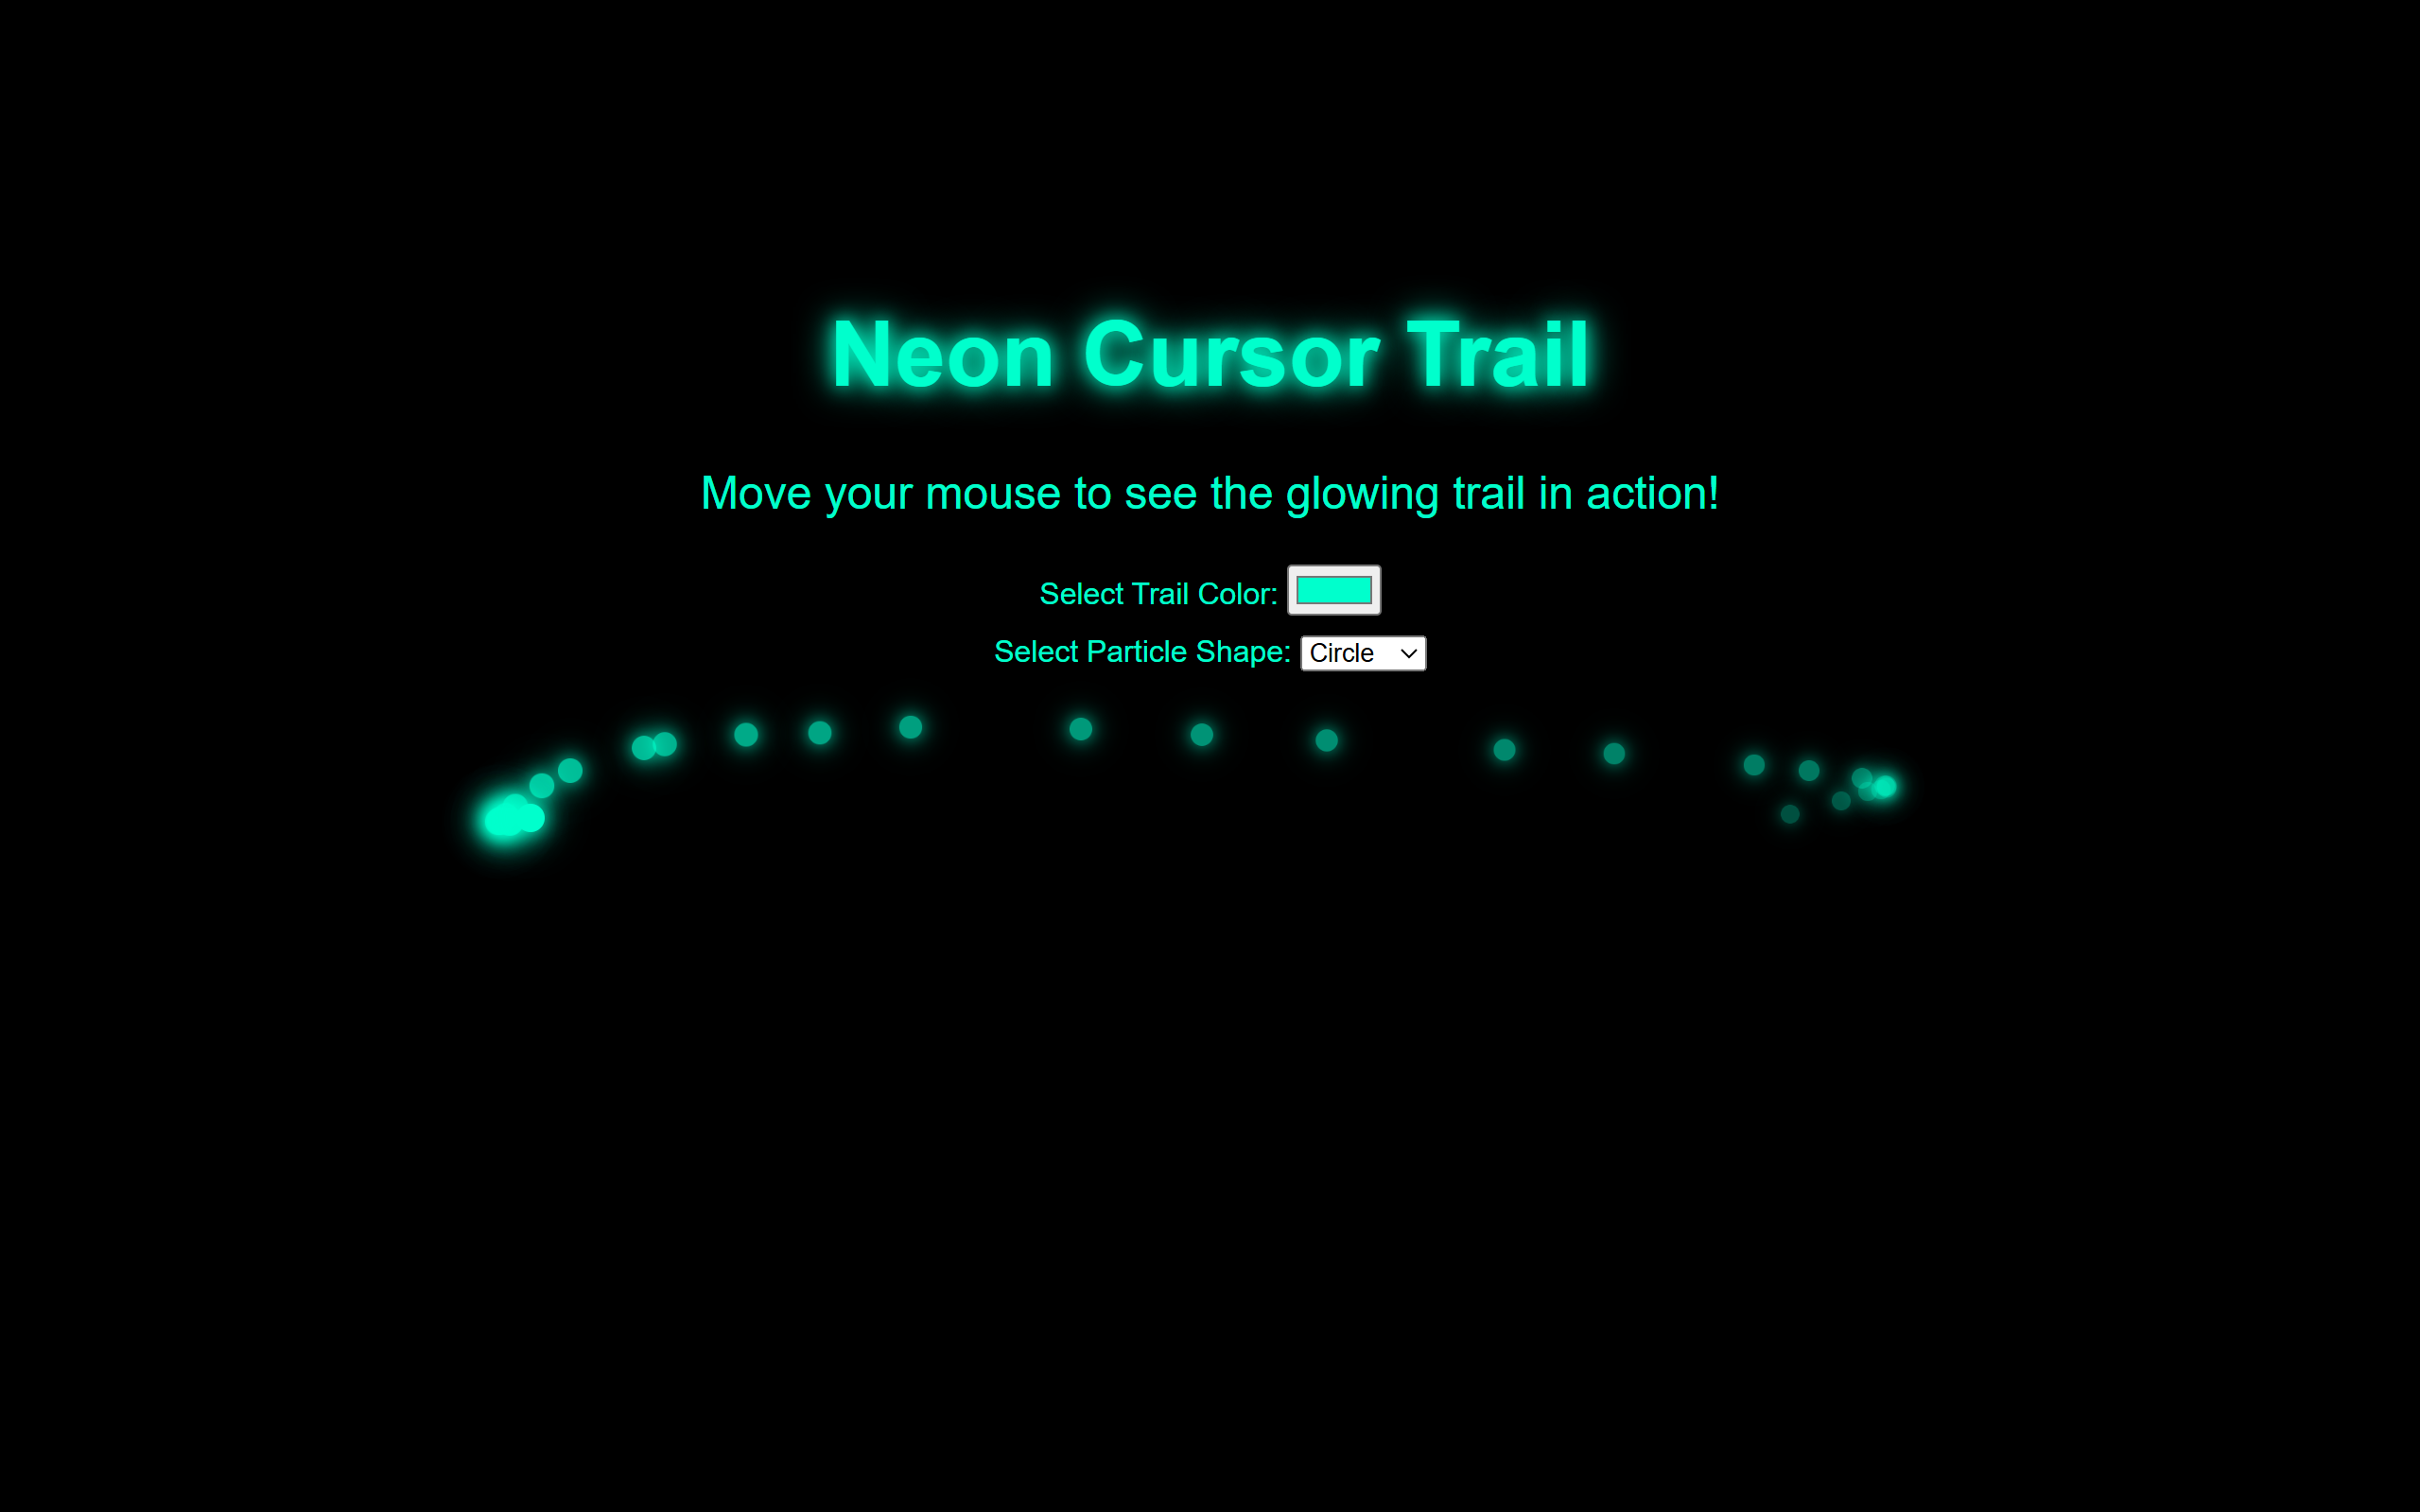 Neon Cursor Trail
Move your mouse to see the glowing trail in action!
Select Trail Color:
Select Particle Shape: Circle